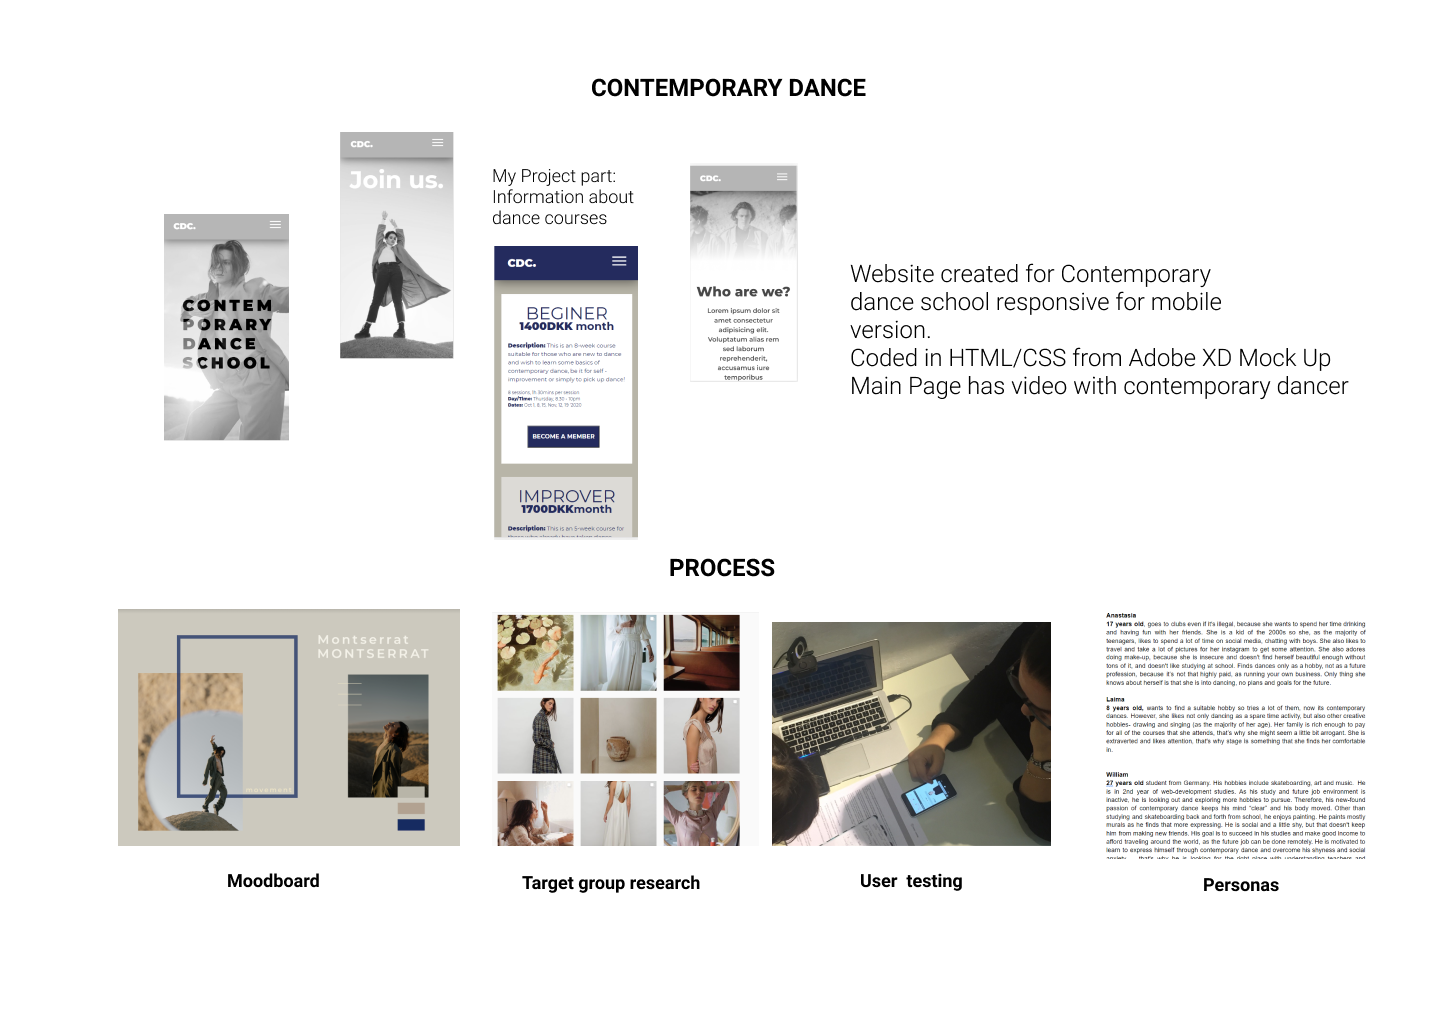 CONTEMPORARY DANCE
CDC.
CONTEM
PORARY
DANCE
SCHOOL
CDC.
Join us.
My Project part:
Information about
dance courses
CDC.
BEGINER
1400DKK month
Description: This is an 8-week course
suitable for those who are new to dance
and wish to learn some basics of
contemporary dance, be it for self -
improvement or simply to pick up dance!
8 sessions, 1h 30mins per session
Day/Time: Thursday, 8:30 - 10pm
Dates: Oct 1, 8, 15, Nov. 12, 19 '2020'
BECOME A MEMBER
IMPROVER
1700DKKmonth
Description: This is an 5-week course for
those who already have taken dance
CDC.
Who are we?
Lorem ipsum dolor sit
amet consectetur
adipisicing elit.
Voluptatum alias rem
sed laborum
reprehenderit,
accusamus iure
temporibus
Website created for Contemporary
dance school responsive for mobile
version.
Coded in HTML/CSS from Adobe XD Mock Up
Main Page has video with contemporary dancer
PROCESS
Montserrat
MONTSERRAT
movement
Moodboard
Target group research
User testing
Anastasia
17 years old, goes to clubs even if it's illegal, because she wants to spend her time drinking
and having fun with her friends. She is a kid of the 2000s so she, as the majority of
teenagers, likes to spend a lot of time on social media, chatting with boys. She also likes to
travel and take a lot of pictures for her instagram to get some attention. She also adores
doing make-up, because she is insecure and doesn't find herself beautiful enough without
tons of it, and doesn't like studying at school. Finds dances only as a hobby, not as a future
profession, because it's not that highly paid, as running your own business. Only thing she
knows about herself is that she is into dancing, no plans and goals for the future.
Laima
8 years old, wants to find a suitable hobby so tries a lot of them, now its contemporary
dances. However, she likes not only dancing as a spare time activity, but also other creative
hobbies- drawing and singing (as the majority of her age). Her family is rich enough to pay
for all of the courses that she attends, that's why she might seem a little bit arrogant. She is
extraverted and likes attention, that's why stage is something that she finds her comfortable
in.
William
27 years old student from Germany. His hobbies include skateboarding, art and music. He
is in 2nd year of web-development studies. As his study and future job environment is
inactive, he is looking out and exploring more hobbies to pursue. Therefore, his new-found
passion of contemporary dance keeps his mind "clear" and his body moved. Other than
studying and skateboarding back and forth from school, he enjoys painting. He paints mostly
murals as he finds that more expressing. He is social and a little shy, but that doesn't keep
him from making new friends. His goal is to succeed in his studies and make good income to
afford traveling around the world, as the future job can be done remotely. He is motivated to
learn to express himself through contemporary dance and overcome his shyness and social
anxiety that's why he is looking for the right place with understanding teachers and
Personas